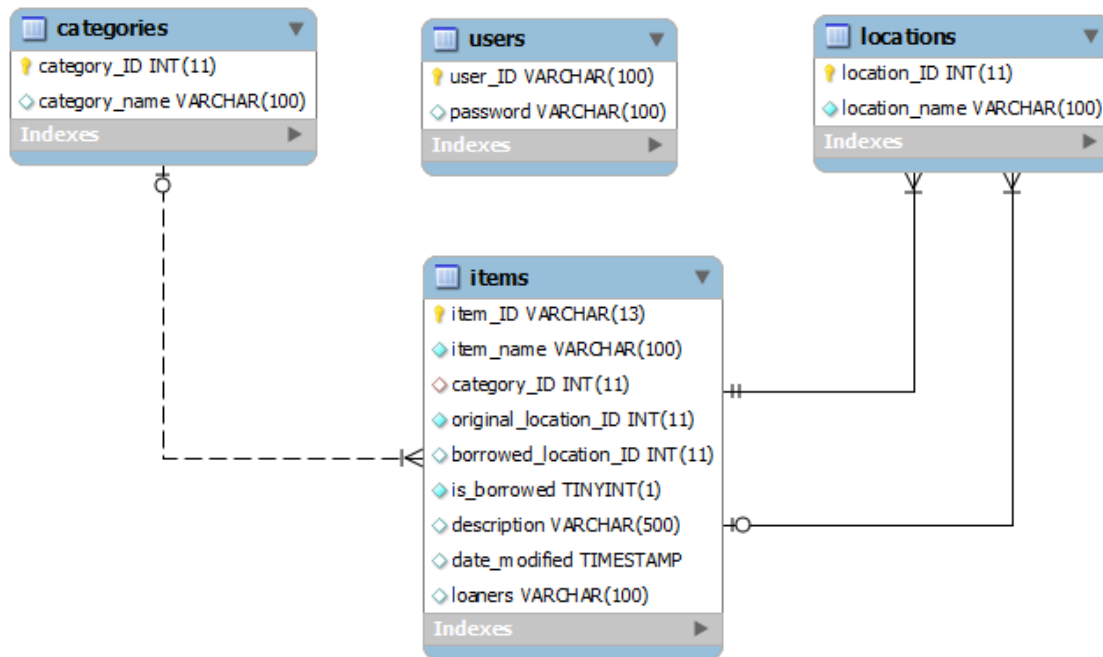 categories
category_ID INT(11)
category_name VARCHAR(100)
Indexes
users
user_ID VARCHAR(100)
password VARCHAR(100)
Indexes
locations
location_ID INT(11)
location_name VARCHAR(100)
Indexes
items
item_ID VARCHAR(13)
item_name VARCHAR(100)
category_ID INT(11)
original_location_ID INT(11)
borrowed_location_ID INT(11)
is_borrowed TINYINT(1)
description VARCHAR(500)
date_modified TIMESTAMP
loaners VARCHAR(100)
Indexes